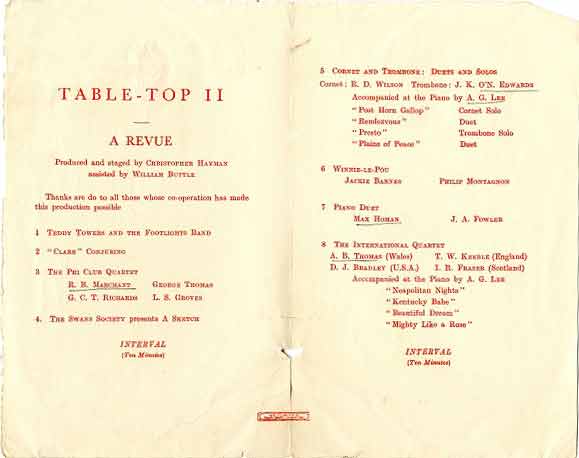 TABLE-TOP II
A REVUE
Produced and staged by CHRISTOPHER HAYMAN
assisted by WILLIAM BUTTLE
Thanks are do to all those whose co-operation has made
this production possible
1 TEDDY TOWERS AND THE FOOTLIGHTS BAND
2 "CLARE" CONJURING
3 THE PHI CLUB QUARTET
R. B. MARCHANT GEORGE THOMAS
G. C. T. RICHARDS L. S. GROVES
4. THE SWANS SOCIETY presents A SKETCH
INTERVAL
(Ten Minutes)
5 CORNET AND TROMBONE: DUETS AND SOLOS
Cornet: R. D. WILSON Trombone: J. K. O'N. EDWARDS
Accompanied at the Piano by A. G. LEE
"Post Horn Gallop" Cornet Solo
"Rendezvous" Duet
"Presto" Trombone Solo
"Plains of Peace" Duet
6 WINNIE-LE-POU
JACKIE BARNES PHILIP MONTAGNON
7 PIANO DUET
MAX HOMAN J. A. FOWLER
8 THE INTERNATIONAL QUARTET
A. B. THOMAS (Wales) T. W. KEEBLE (England)
D. J. BRADLEY (U.S.A.) I. R. FRASER (Scotland)
Accompanied at the Piano by A. G. LEE
"Neapolitan Nights"
"Kentucky Babe"
"Beautiful Dream"
"Mighty Like a Rose"
INTERVAL
(Ten Minutes)